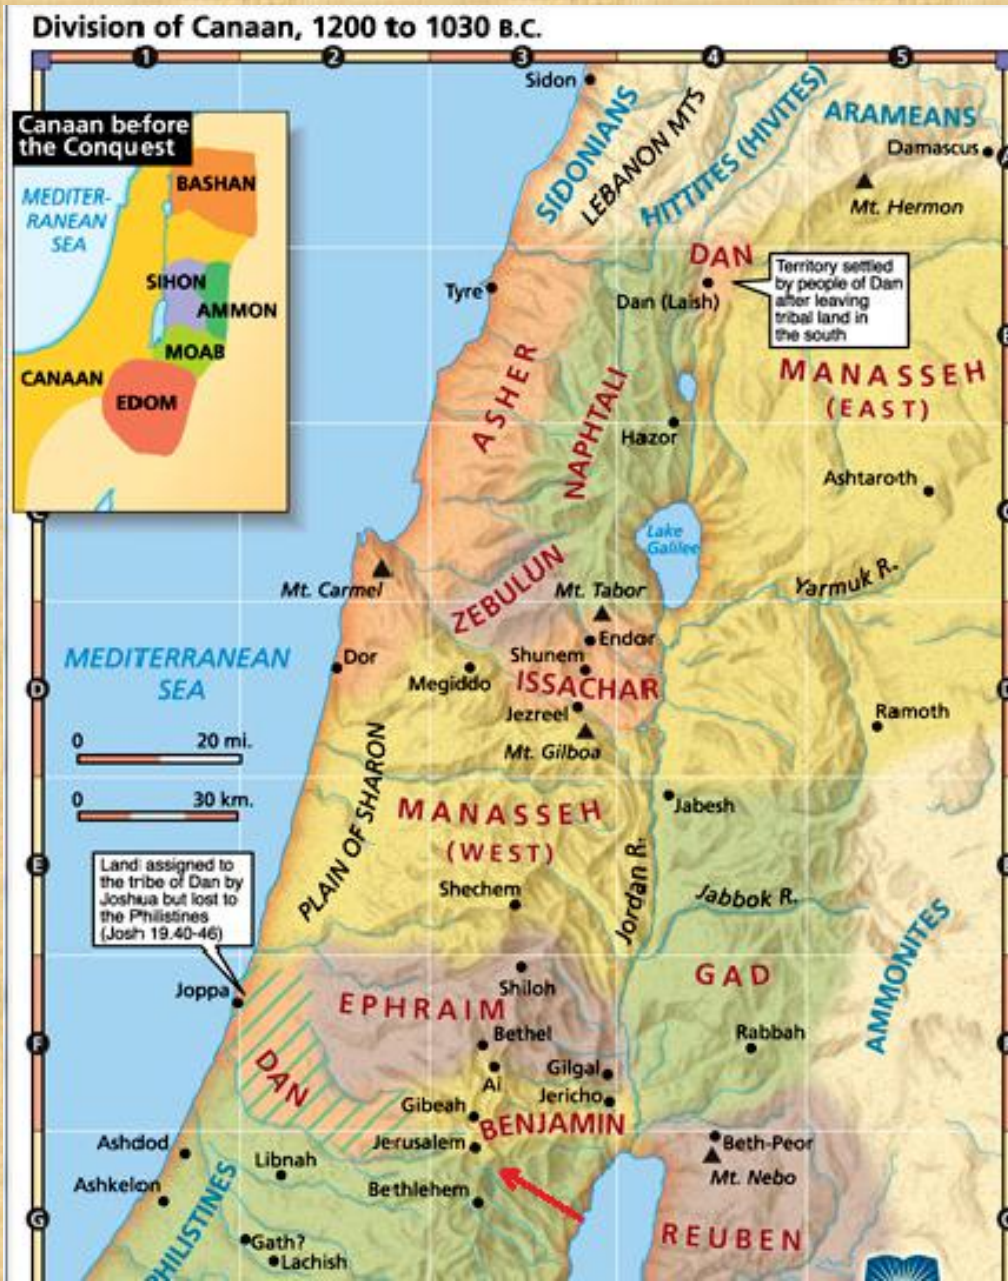 Division of Canaan, 1200 to 1030 B.C.
1
2
3
4
5
Canaan before
the Conquest
MEDITER-
RANEAN
SEA
BASHAN
SIHON
AMMON
MOAB
CANAAN
EDOM
Sidon
SIDONIANS
LEBANON MTS
HITTITES (HIVITES)
ARAMEANS
Damascus
Mt. Hermon
DAN
Tyre
Dan (Laish)
Territory settled
by people of Dan
after leaving
tribal land in
the south
ASHER
NAPHTALI
MANASSEH
(EAST)
Hazor
Ashtaroth
Lake
Galilee
Mt. Carmel
ZEBULUN
Mt. Tabor
Yarmuk R.
Endor
MEDITERRANEAN
SEA
Dor
Shunem
Megiddo
ISSACHAR
D
Jezreel
Ramoth
Mt. Gilboa
0 20 mi.
0 30 km.
PLAIN OF SHARON
MANASSEH
(WEST)
Jabesh
Land assigned to
the tribe of Dan by
Joshua but lost to
the Philistines
(Josh 19.40-46)
E
Shechem
Jordan R.
Jabbok R.
AMMONITES
Joppa
Shiloh
GAD
EPHRAIM
F
Bethel
Rabbah
DAN
Ai
Gilgal
Jericho
Gibeah
BENJAMIN
Ashdod
Jerusalem
Beth-Peor
Libnah
Mt. Nebo
Ashkelon
Bethlehem
G
PHILISTINES
Gath?
Lachish
REUBEN